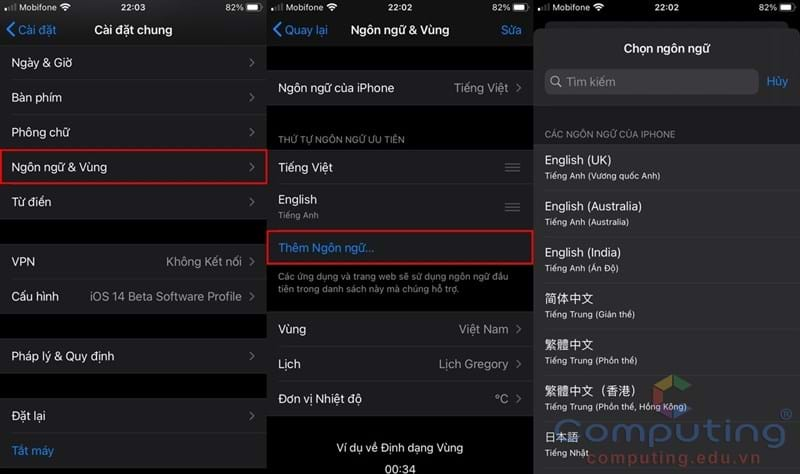 Mobifone
22:03
82%
Cài đặt
Cài đặt chung
Ngày & Giờ
Bàn phím
Phông chữ
Ngôn ngữ & Vùng
Từ điển
VPN
Không Kết nối
Cấu hình
iOS 14 Beta Software Profile
Pháp lý & Quy định
Đặt lại
Tắt máy
Mobifone
22:02
82%
Quay lại
Ngôn ngữ & Vùng
Sửa
Ngôn ngữ của iPhone
Tiếng Việt
THỨ TỰ NGÔN NGỮ ƯU TIÊN
Tiếng Việt
English
Tiếng Anh
Thêm Ngôn ngữ...
Các ứng dụng và trang web sẽ sử dụng ngôn ngữ đầu
tiên trong danh sách này mà chúng hỗ trợ.
Vùng
Việt Nam
Lịch
Lịch Gregory
Đơn vị Nhiệt độ
°C
Ví dụ về Định dạng Vùng
00:34
Mobifone
22:02
82%
Chọn ngôn ngữ
Tìm kiếm
Hủy
CÁC NGÔN NGỮ CỦA IPHONE
English (UK)
Tiếng Anh (Vương quốc Anh)
English (Australia)
Tiếng Anh (Australia)
English (India)
Tiếng Anh (Ấn Độ)
简体中文
Tiếng Trung (Giản thể)
繁體中文
Tiếng Trung (Phồn thể)
繁體中文（香港）
Tiếng Trung (Phồn thể, Hồng Kông)
日本語
Tiếng Nhật
Computing®
computing.edu.vn